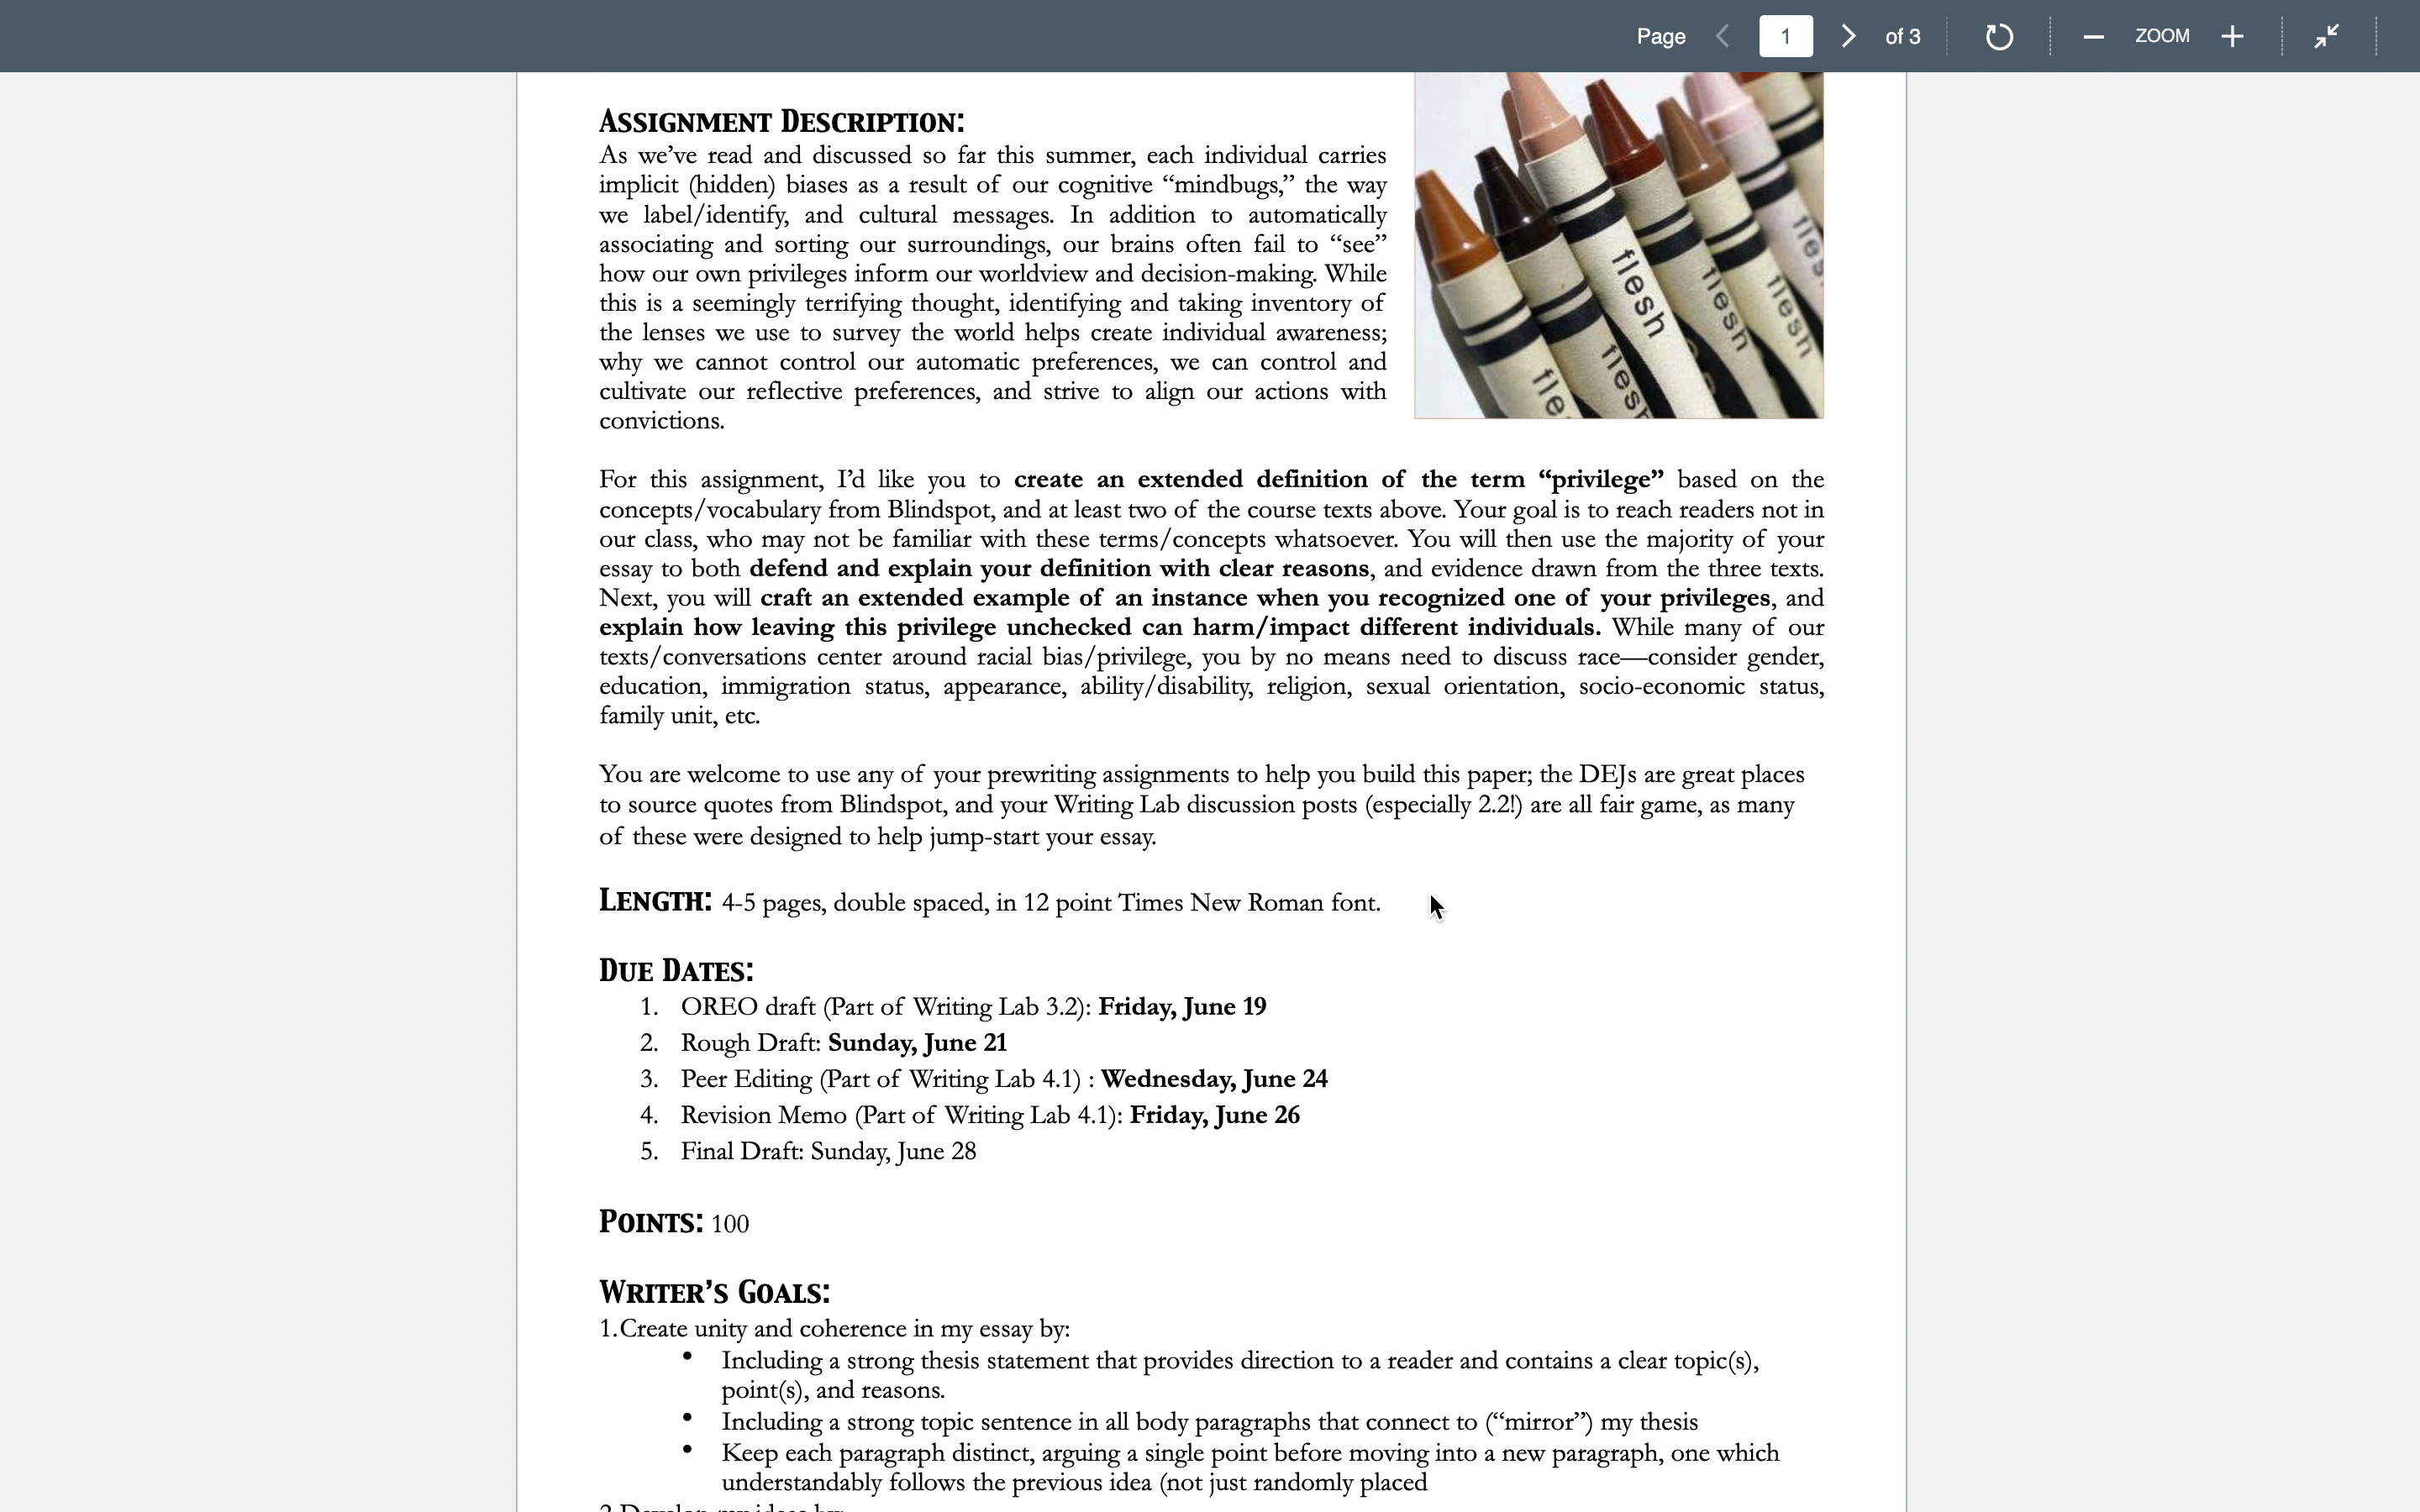 Page 1 of 3 ZOOM
ASSIGNMENT DESCRIPTION:
As we’ve read and discussed so far this summer, each individual carries
implicit (hidden) biases as a result of our cognitive “mindbugs,” the way
we label/identify, and cultural messages. In addition to automatically
associating and sorting our surroundings, our brains often fail to “see”
how our own privileges inform our worldview and decision-making. While
this is a seemingly terrifying thought, identifying and taking inventory of
the lenses we use to survey the world helps create individual awareness;
why we cannot control our automatic preferences, we can control and
cultivate our reflective preferences, and strive to align our actions with
convictions.
flesh
flesh
flesh
For this assignment, I’d like you to create an extended definition of the term “privilege” based on the
concepts/vocabulary from Blindspot, and at least two of the course texts above. Your goal is to reach readers not in
our class, who may not be familiar with these terms/concepts whatsoever. You will then use the majority of your
essay to both defend and explain your definition with clear reasons, and evidence drawn from the three texts.
Next, you will craft an extended example of an instance when you recognized one of your privileges, and
explain how leaving this privilege unchecked can harm/impact different individuals. While many of our
texts/conversations center around racial bias/privilege, you by no means need to discuss race—consider gender,
education, immigration status, appearance, ability/disability, religion, sexual orientation, socio-economic status,
family unit, etc.
You are welcome to use any of your prewriting assignments to help you build this paper; the DEJs are great places
to source quotes from Blindspot, and your Writing Lab discussion posts (especially 2.2!) are all fair game, as many
of these were designed to help jump-start your essay.
LENGTH: 4-5 pages, double spaced, in 12 point Times New Roman font.
DUE DATES:
1. OREO draft (Part of Writing Lab 3.2): Friday, June 19
2. Rough Draft: Sunday, June 21
3. Peer Editing (Part of Writing Lab 4.1) : Wednesday, June 24
4. Revision Memo (Part of Writing Lab 4.1): Friday, June 26
5. Final Draft: Sunday, June 28
POINTS: 100
WRITER’S GOALS:
1.Create unity and coherence in my essay by:
• Including a strong thesis statement that provides direction to a reader and contains a clear topic(s),
point(s), and reasons.
• Including a strong topic sentence in all body paragraphs that connect to (“mirror”) my thesis
• Keep each paragraph distinct, arguing a single point before moving into a new paragraph, one which
understandably follows the previous idea (not just randomly placed